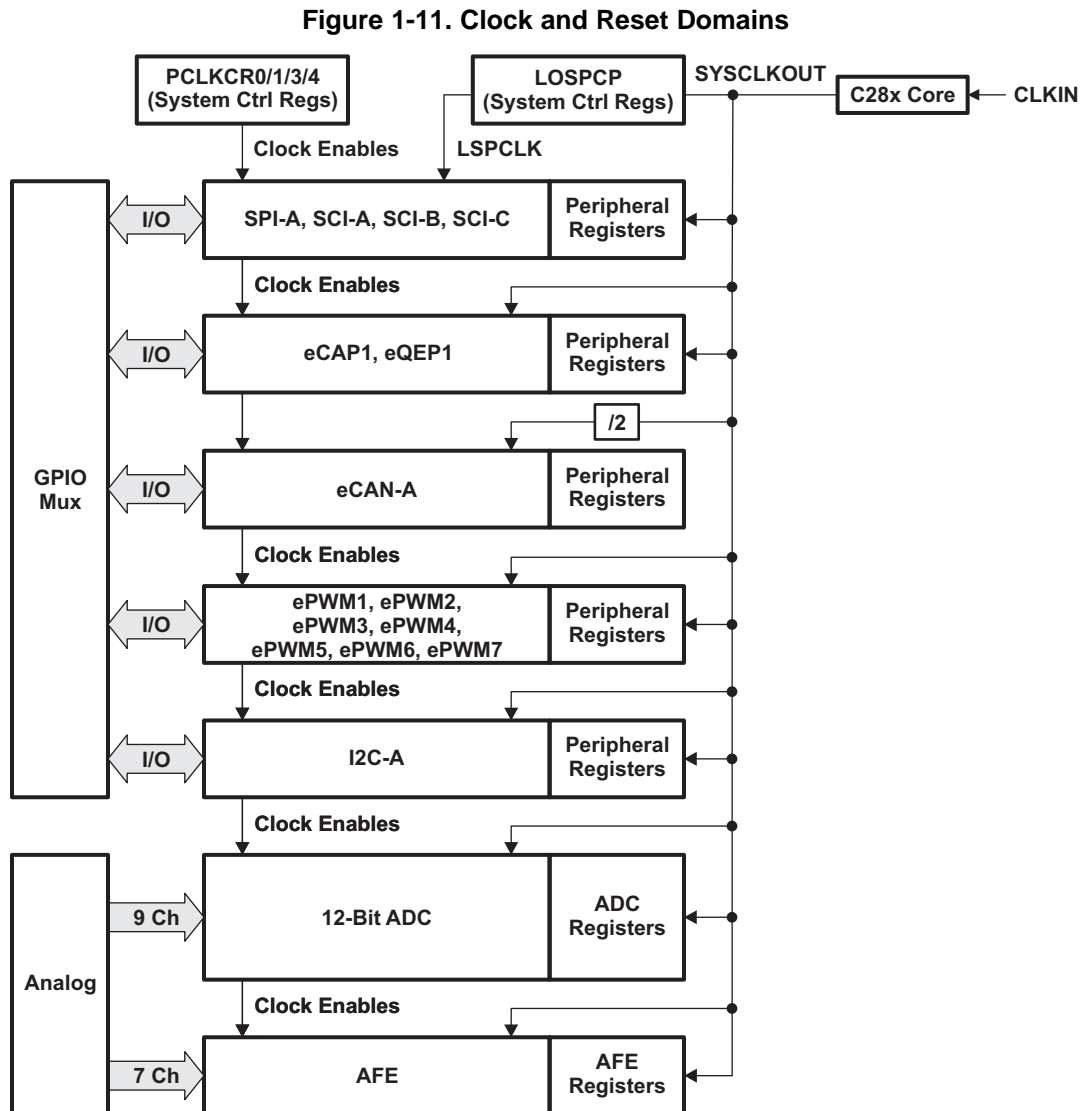 Figure 1-11. Clock and Reset Domains
PCLKCR0/1/3/4
(System Ctrl Regs)
LOSPCP
(System Ctrl Regs)
SYSCLKOUT
C28x Core
CLKIN
Clock Enables
LSPCLK
I/O
SPI-A, SCI-A, SCI-B, SCI-C
Peripheral
Registers
Clock Enables
I/O
eCAP1, eQEP1
Peripheral
Registers
/2
GPIO
Mux
I/O
eCAN-A
Peripheral
Registers
Clock Enables
I/O
ePWM1, ePWM2,
ePWM3, ePWM4,
ePWM5, ePWM6, ePWM7
Peripheral
Registers
Clock Enables
I/O
I2C-A
Peripheral
Registers
Clock Enables
9 Ch
12-Bit ADC
ADC
Registers
Analog
Clock Enables
7 Ch
AFE
AFE
Registers